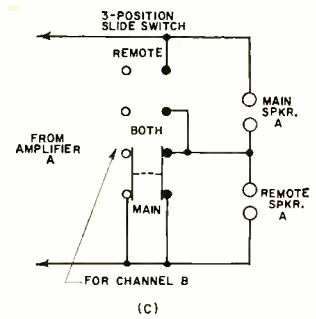 3-POSITION
SLIDE SWITCH
REMOTE
MAIN
SPKR.
A
BOTH
FROM
AMPLIFIER
A
REMOTE
SPKR.
A
MAIN
FOR CHANNEL B
(C)